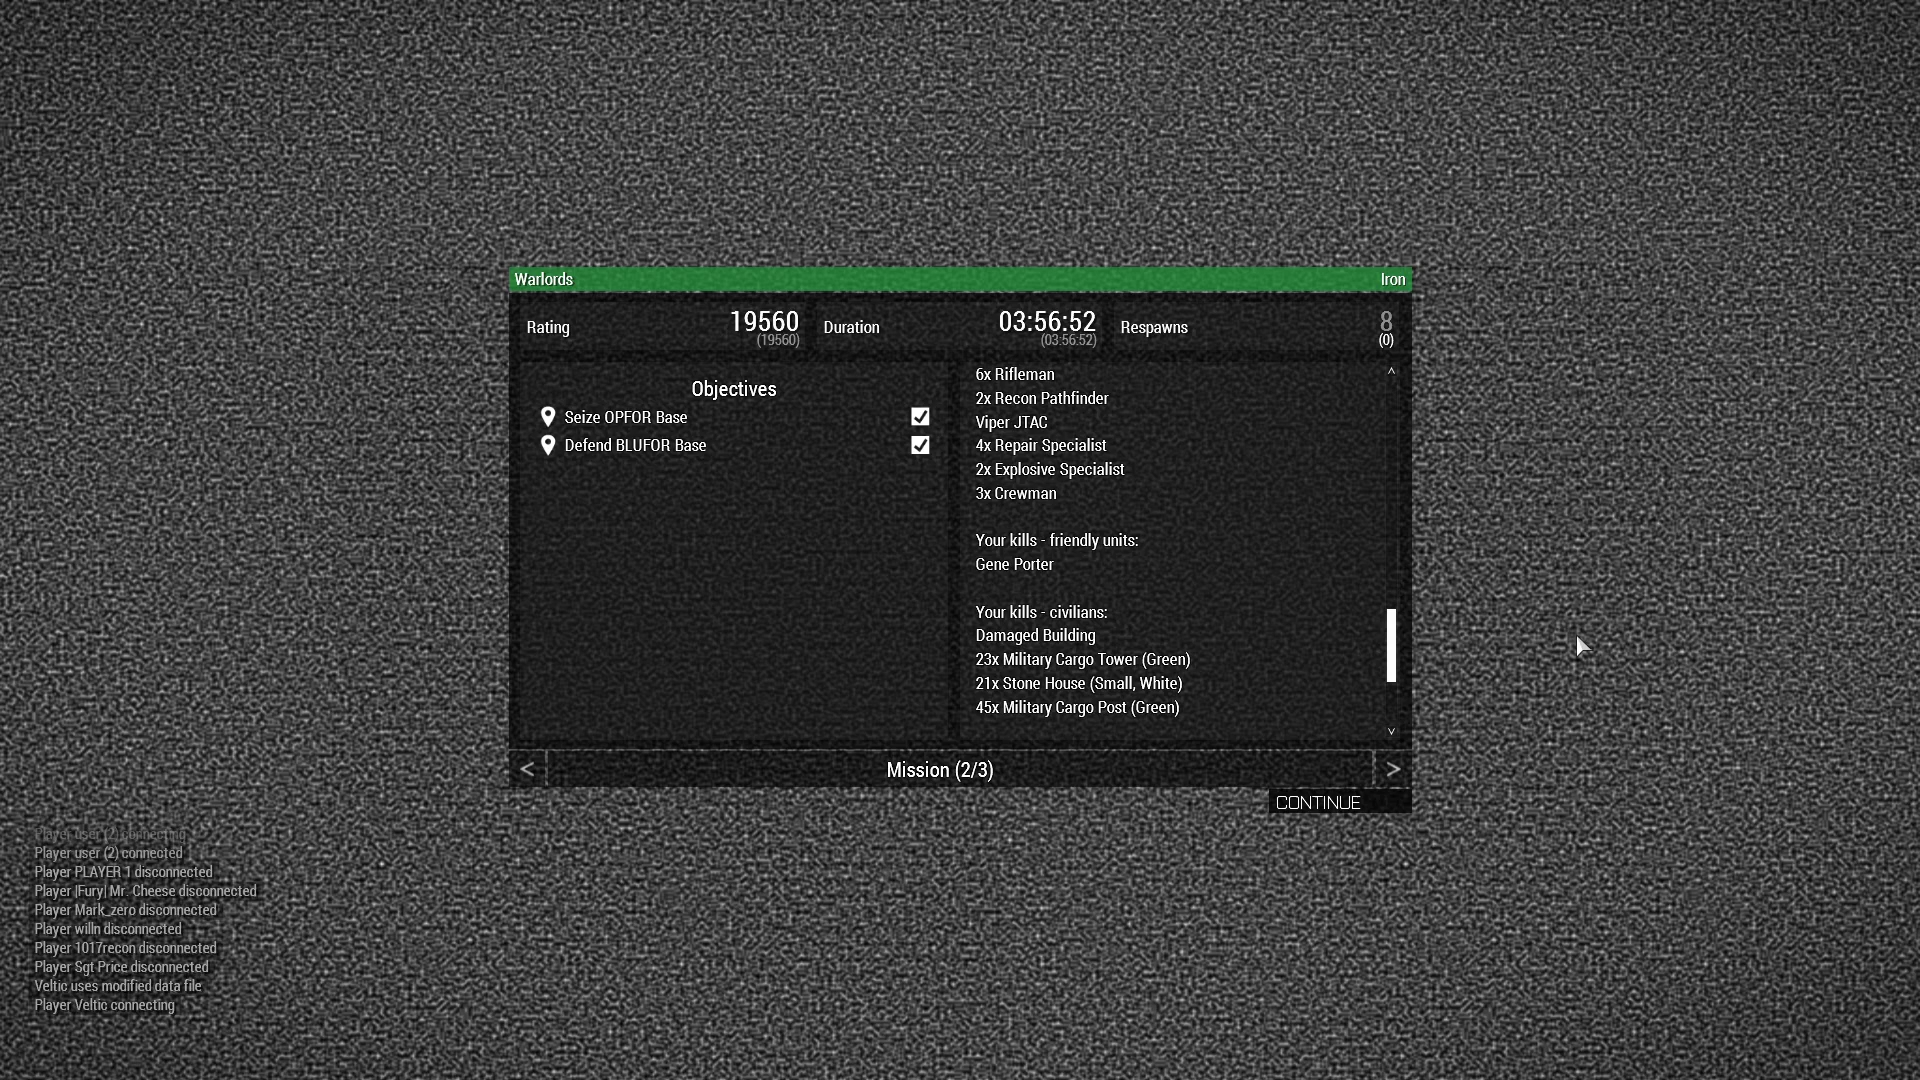 Warlords Iron
Rating 19560 Duration 03:56:52 Respawns 8
(19560) (03:56:52) (0)
Objectives
Seize OPFOR Base
Defend BLUFOR Base
6x Rifleman
2x Recon Pathfinder
Viper JTAC
4x Repair Specialist
2x Explosive Specialist
3x Crewman
Your kills - friendly units:
Gene Porter
Your kills - civilians:
Damaged Building
23x Military Cargo Tower (Green)
21x Stone House (Small, White)
45x Military Cargo Post (Green)
< Mission (2/3) >
CONTINUE
Player user (2) connecting
Player user (2) connected
Player PLAYER 1 disconnected
Player |Fury| Mr. Cheese disconnected
Player Mark_zero disconnected
Player willn disconnected
Player 1017recon disconnected
Player Sgt Price disconnected
Veltic uses modified data file
Player Veltic connecting